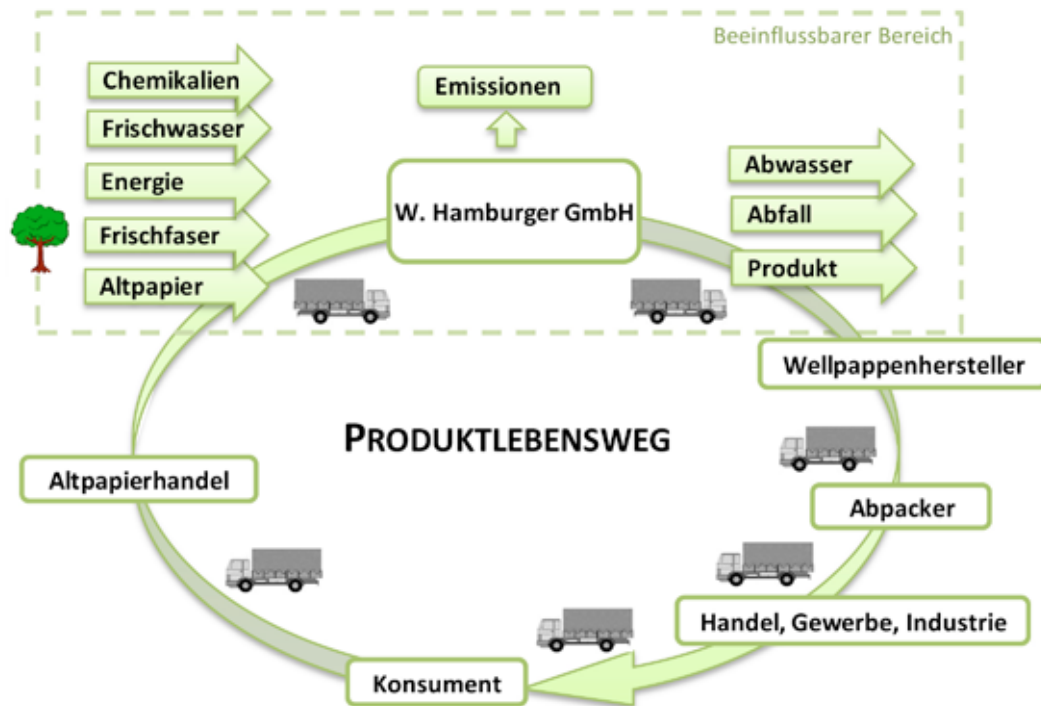 Beeinflussbarer Bereich
Chemikalien
Frischwasser
Energie
Frischfaser
Altpapier
Emissionen
W. Hamburger GmbH
Abwasser
Abfall
Produkt
Wellpappenhersteller
PRODUKTLEBENSWEG
Altpapierhandel
Abpacker
Handel, Gewerbe, Industrie
Konsument